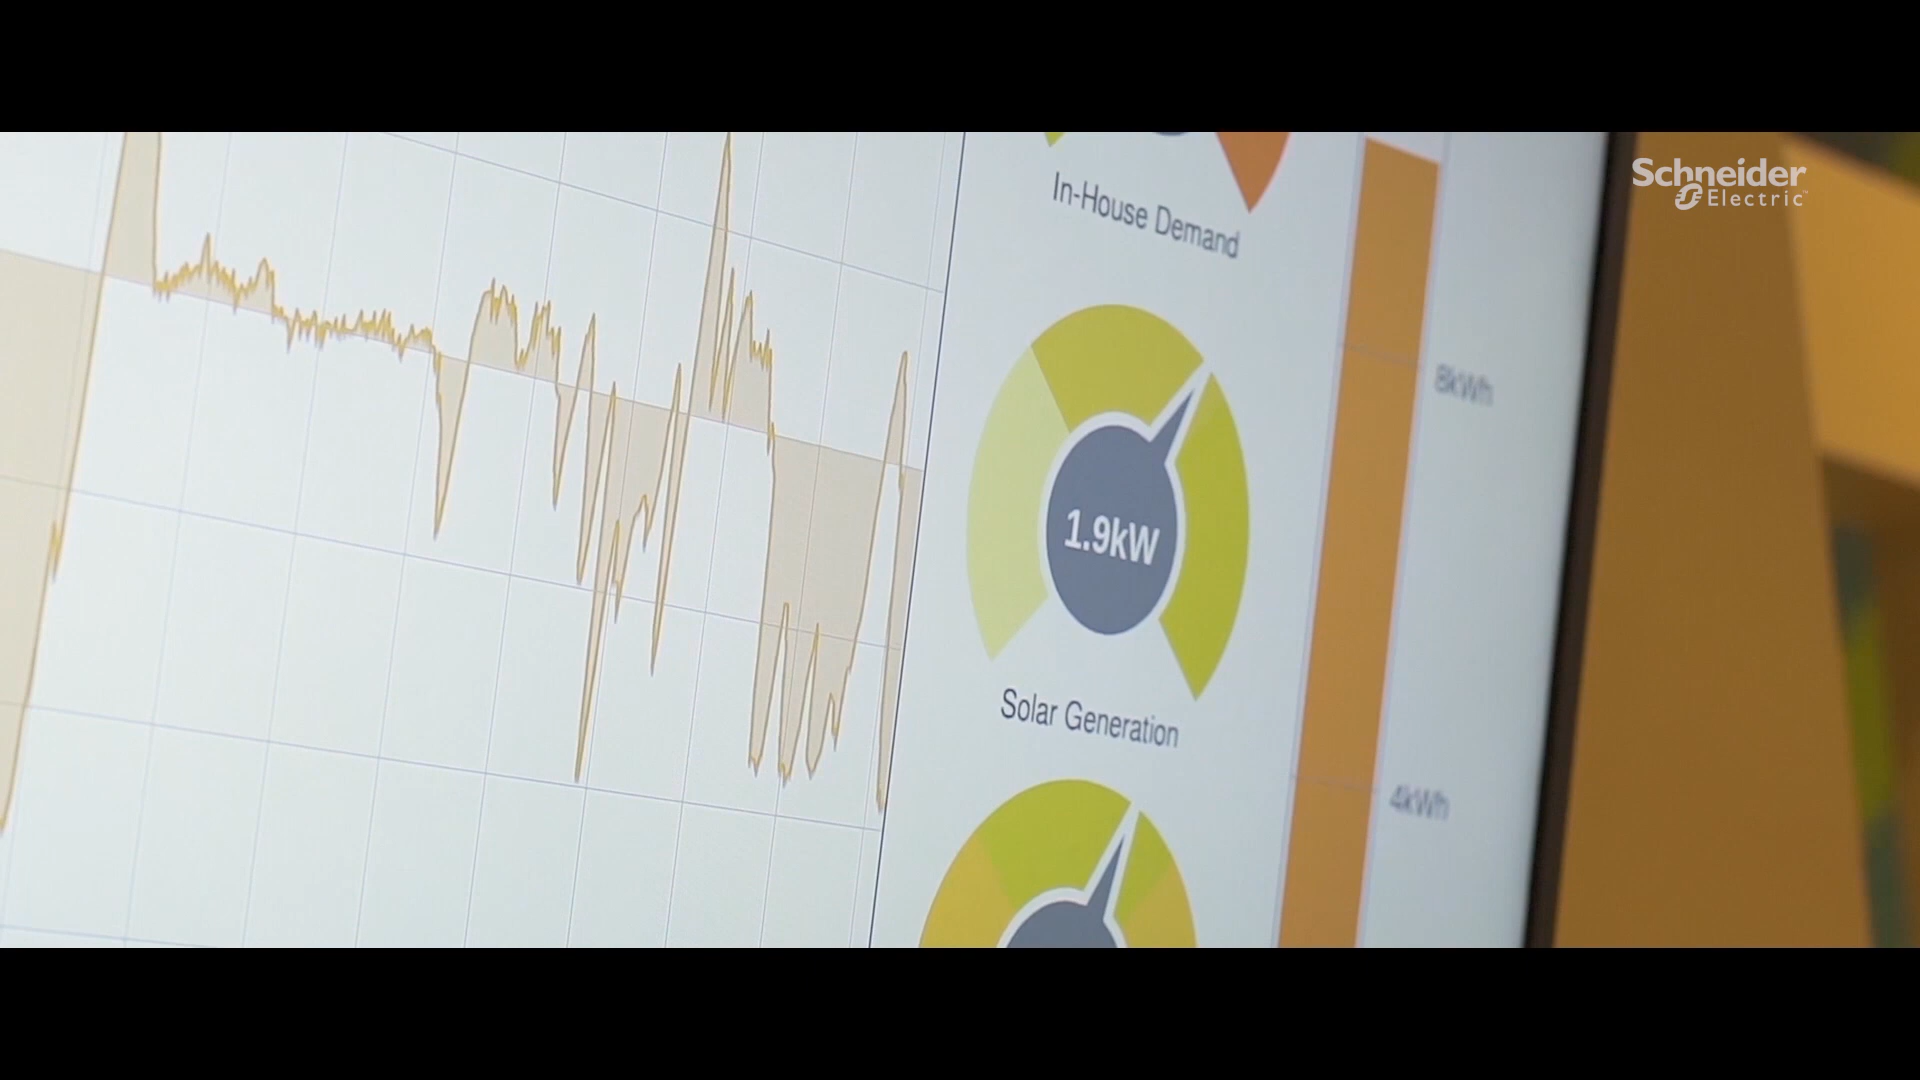 Schneider
Electric
In-House Demand
8kWh
1.9kW
Solar Generation
4kWh